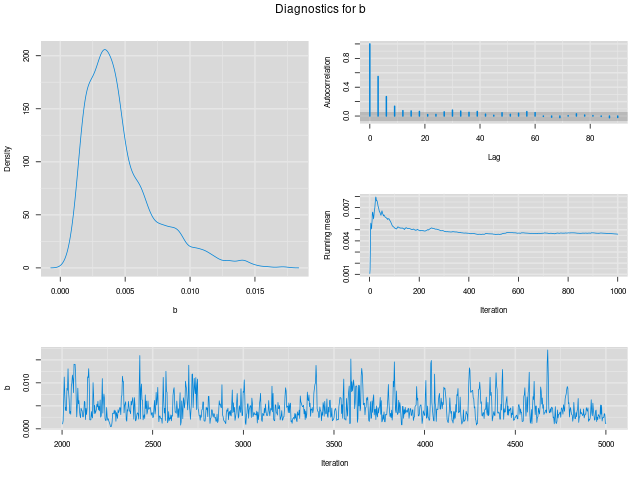 Diagnostics for b
Density
0 50 100 150 200
0.000 0.005 0.010 0.015
b
Autocorrelation
0.0 0.4 0.8
0 20 40 60 80
Lag
Running mean
0.001 0.004 0.007
0 200 400 600 800 1000
Iteration
b
0.000 0.010
2000 2500 3000 3500 4000 4500 5000
Iteration